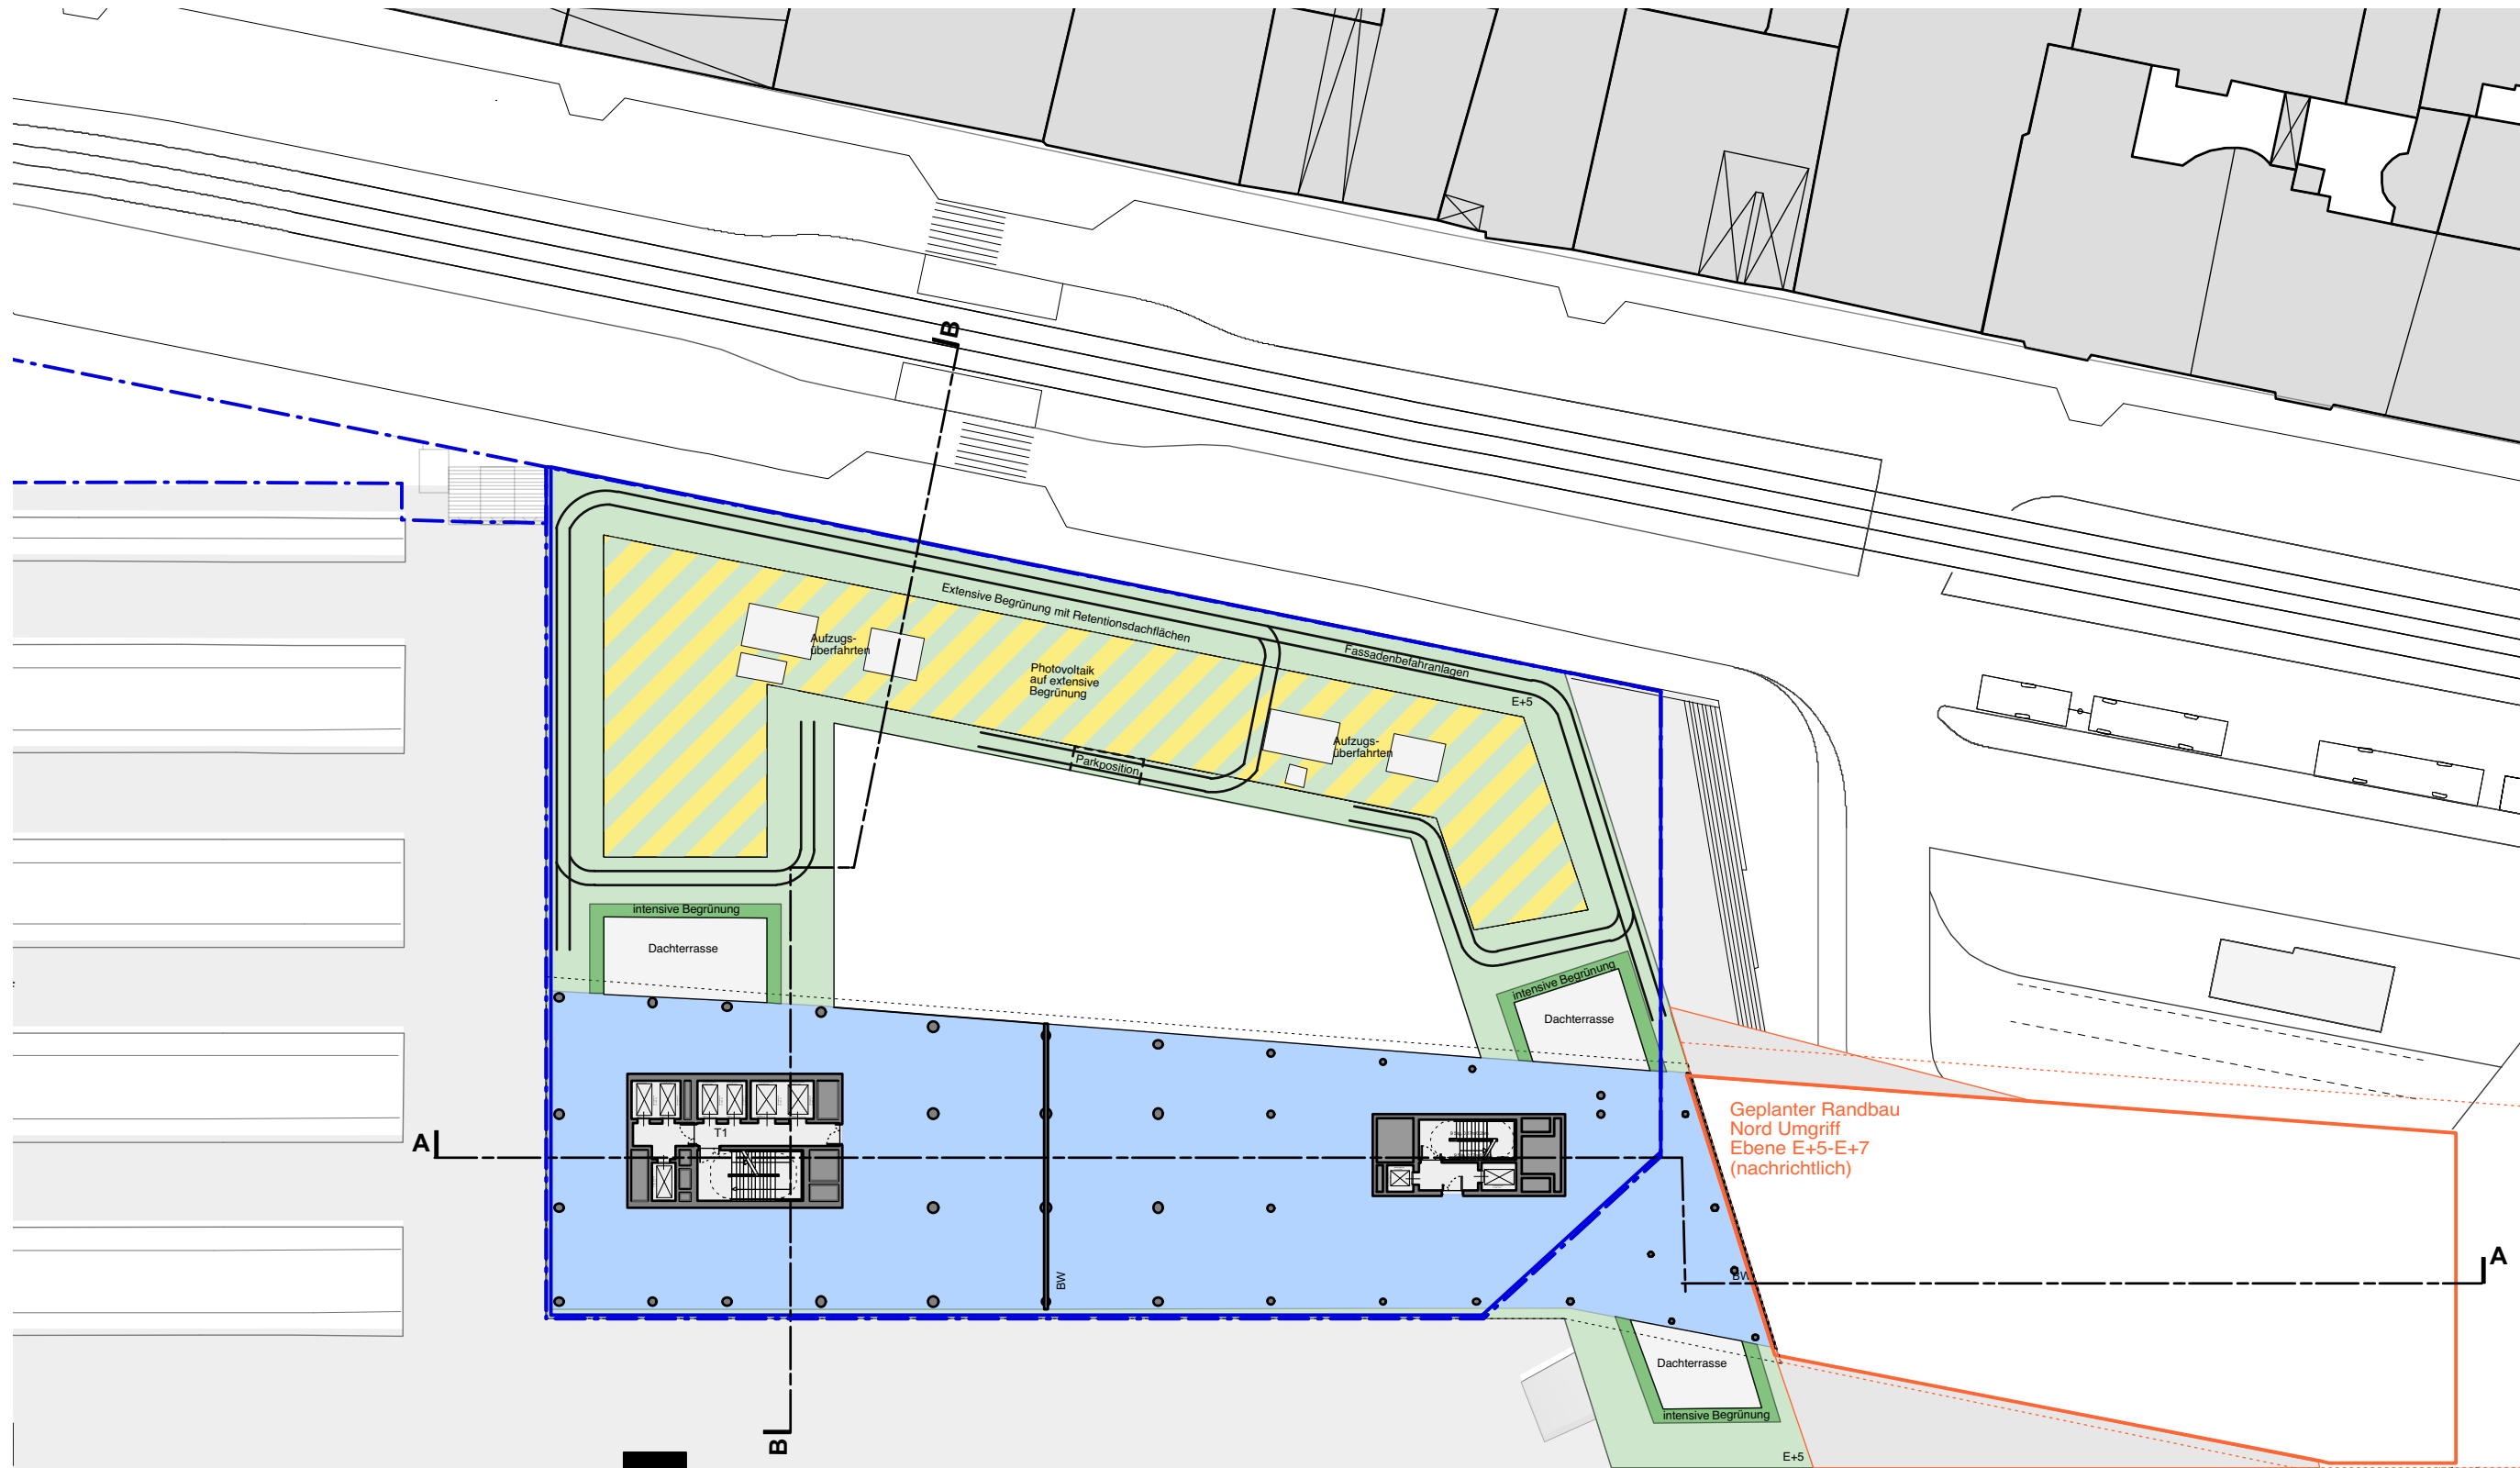 B
Extensive Begrünung mit Retentionsdachflächen
Aufzugs-
überfahrten
Fassadenbefahranlagen
Photovoltaik
auf extensive
Begrünung
E+5
Aufzugs-
überfahrten
Parkposition
intensive Begrünung
Dachterrasse
intensive Begrünung
Dachterrasse
Geplanter Randbau
Nord Umgriff
Ebene E+5-E+7
(nachrichtlich)
T1
A
A
BW
BW
Dachterrasse
intensive Begrünung
B
E+5